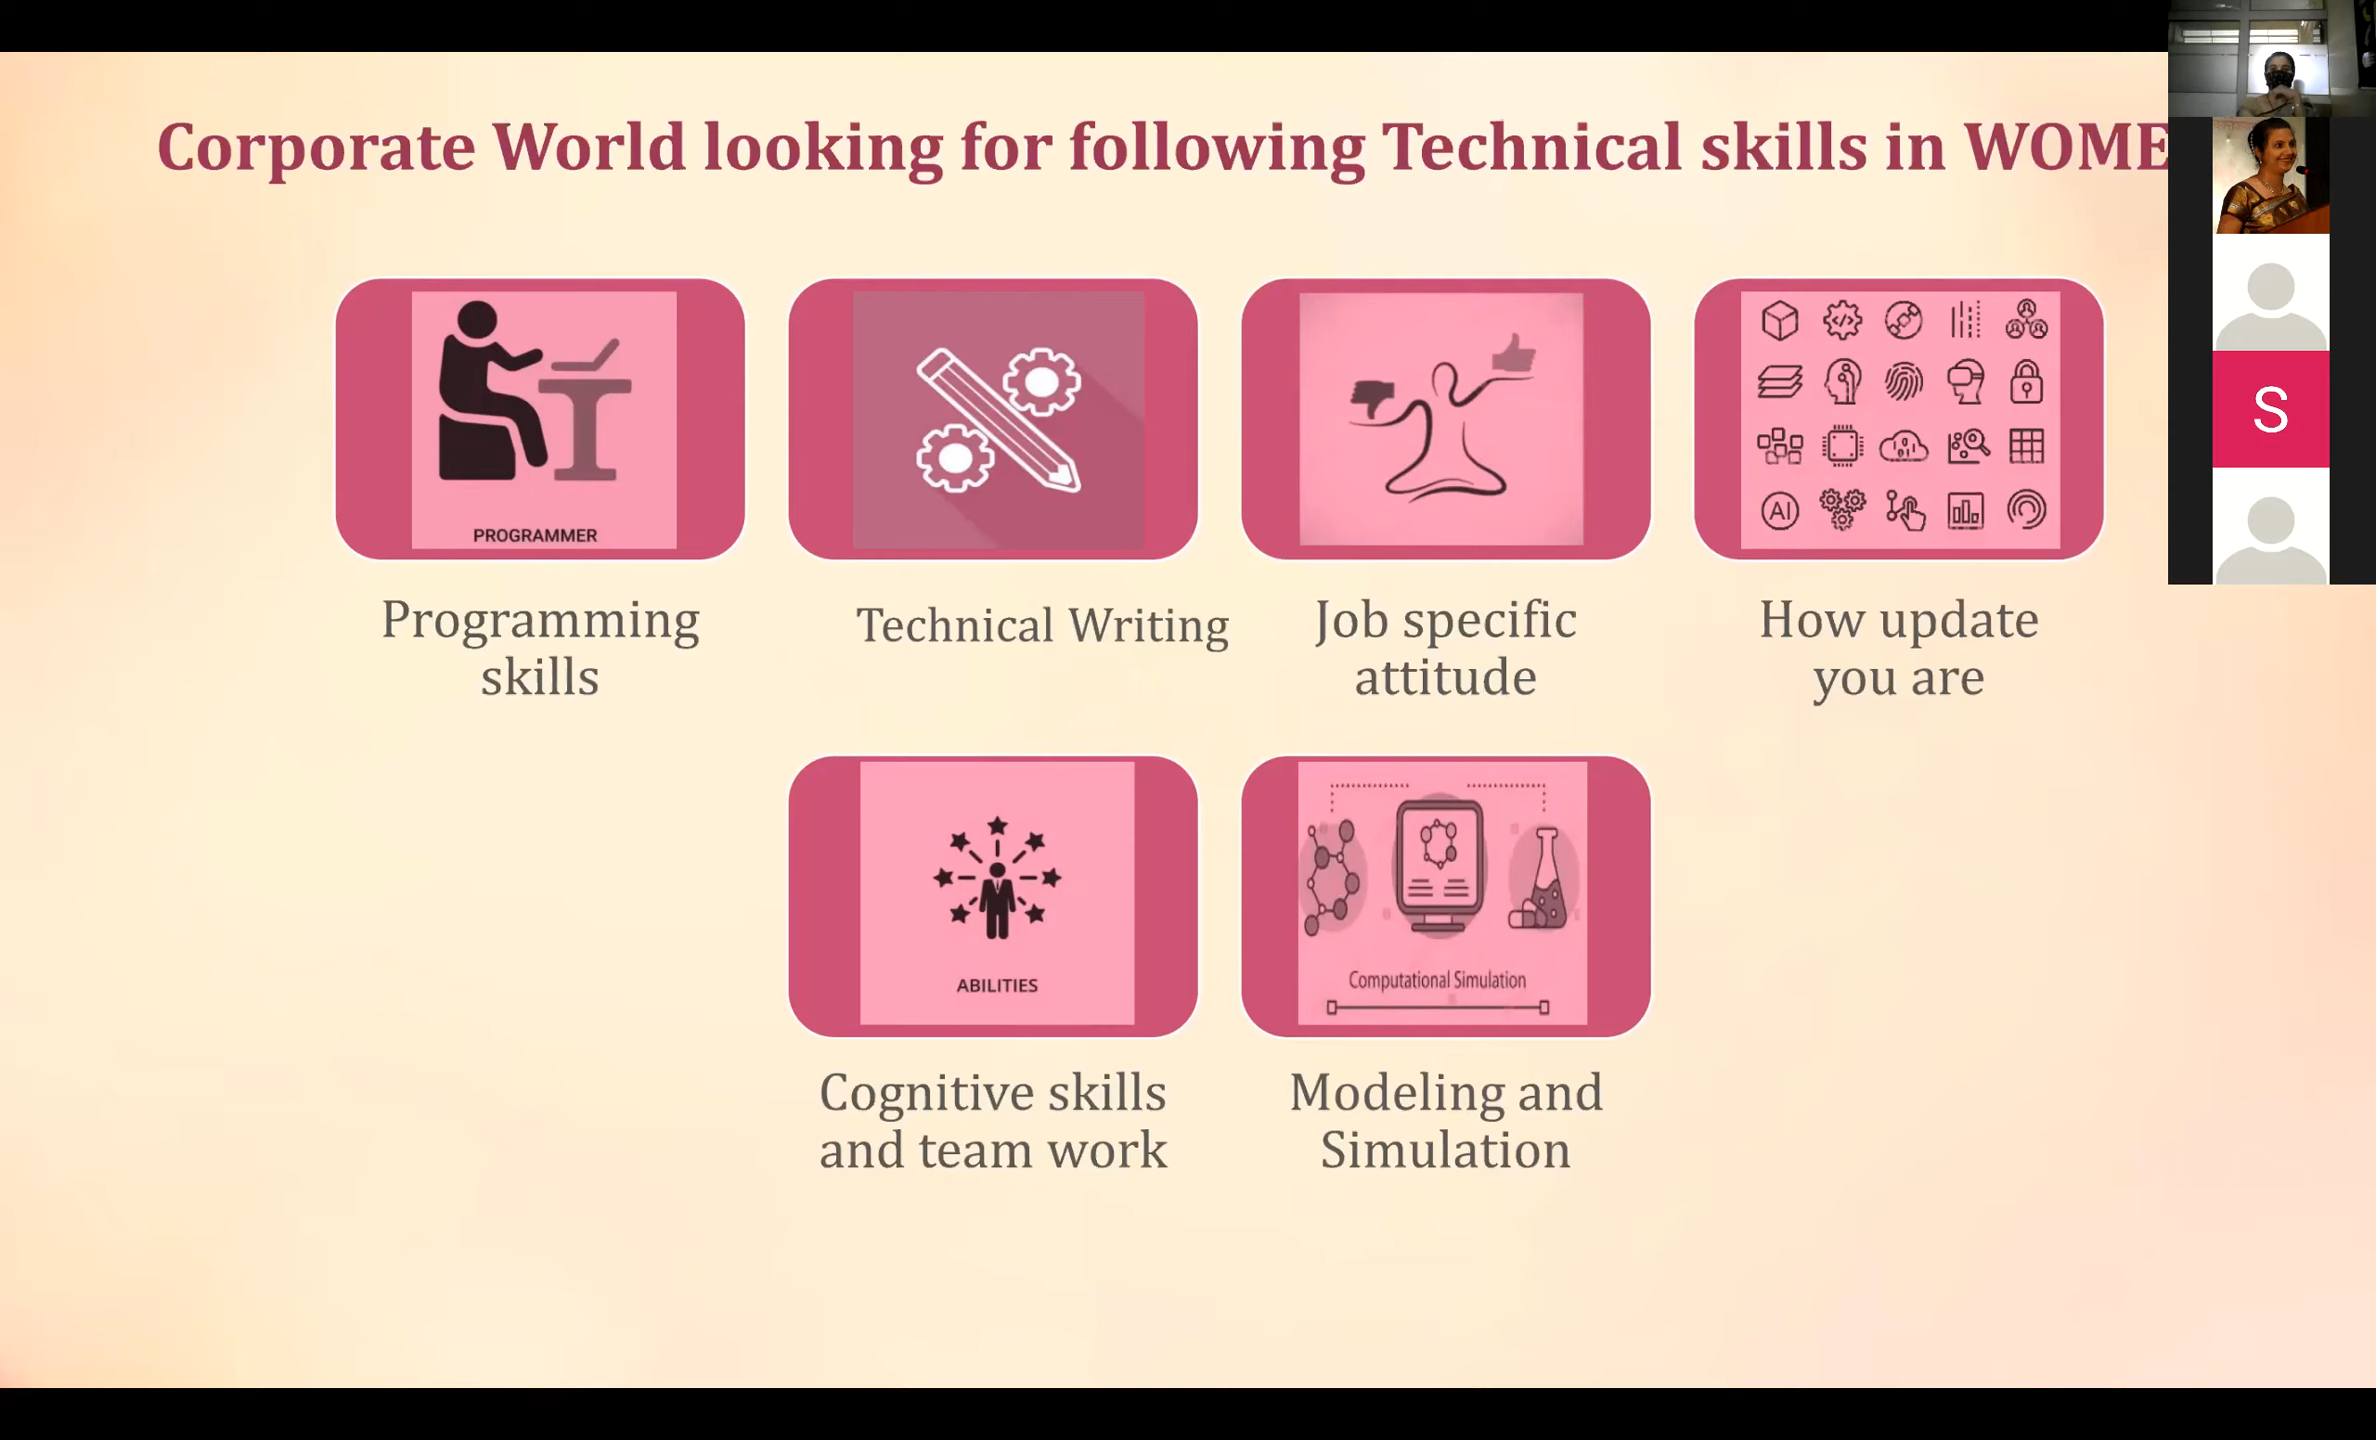 Corporate World looking for following Technical skills in WOME
S
PROGRAMMER
AI
Programming
skills
Technical Writing
Job specific
attitude
How update
you are
ABILITIES
Computational Simulation
Cognitive skills
and team work
Modeling and
Simulation